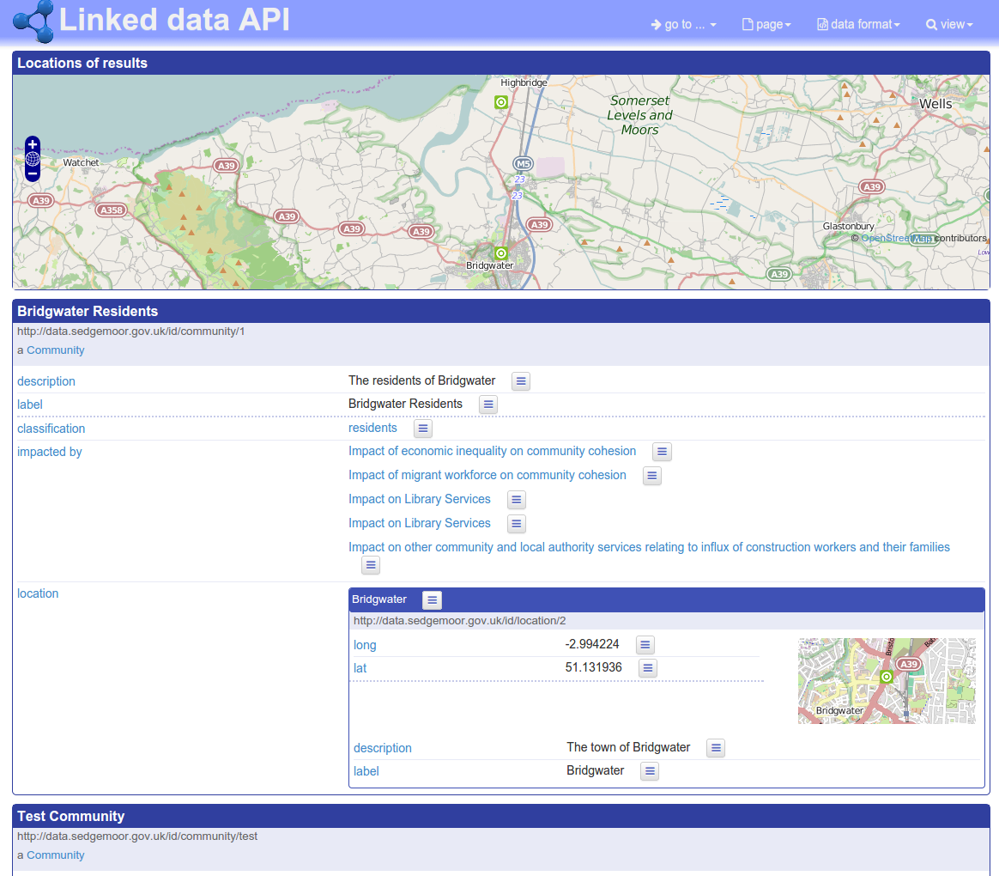 Linked data API
go to ...
page
data format
view
Locations of results
Highbridge
Somerset
Levels and
Moors
Wells
M5
Watchet
A39
23
23
A39
A39
A358
A39
A39
A39
A39
Glastonbury
© OpenStreetMap contributors
Bridgwater
A39
Bridgwater Residents
http://data.sedgemoor.gov.uk/id/community/1
a Community
description The residents of Bridgwater
label Bridgwater Residents
classification residents
impacted by Impact of economic inequality on community cohesion
Impact of migrant workforce on community cohesion
Impact on Library Services
Impact on Library Services
Impact on other community and local authority services relating to influx of construction workers and their families
location Bridgwater
http://data.sedgemoor.gov.uk/id/location/2
long -2.994224
lat 51.131936
A39
Bridgwater
description The town of Bridgwater
label Bridgwater
Test Community
http://data.sedgemoor.gov.uk/id/community/test
a Community